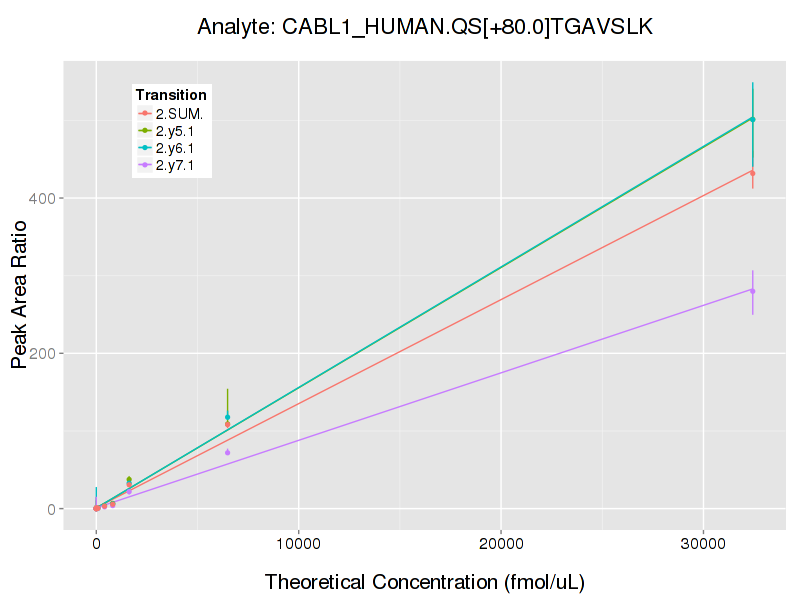 Analyte: CABL1_HUMAN.QS[+80.0]TGAVSLK
Transition
2.SUM.
2.y5.1
2.y6.1
2.y7.1
Peak Area Ratio
400
200
0
0 10000 20000 30000
Theoretical Concentration (fmol/uL)